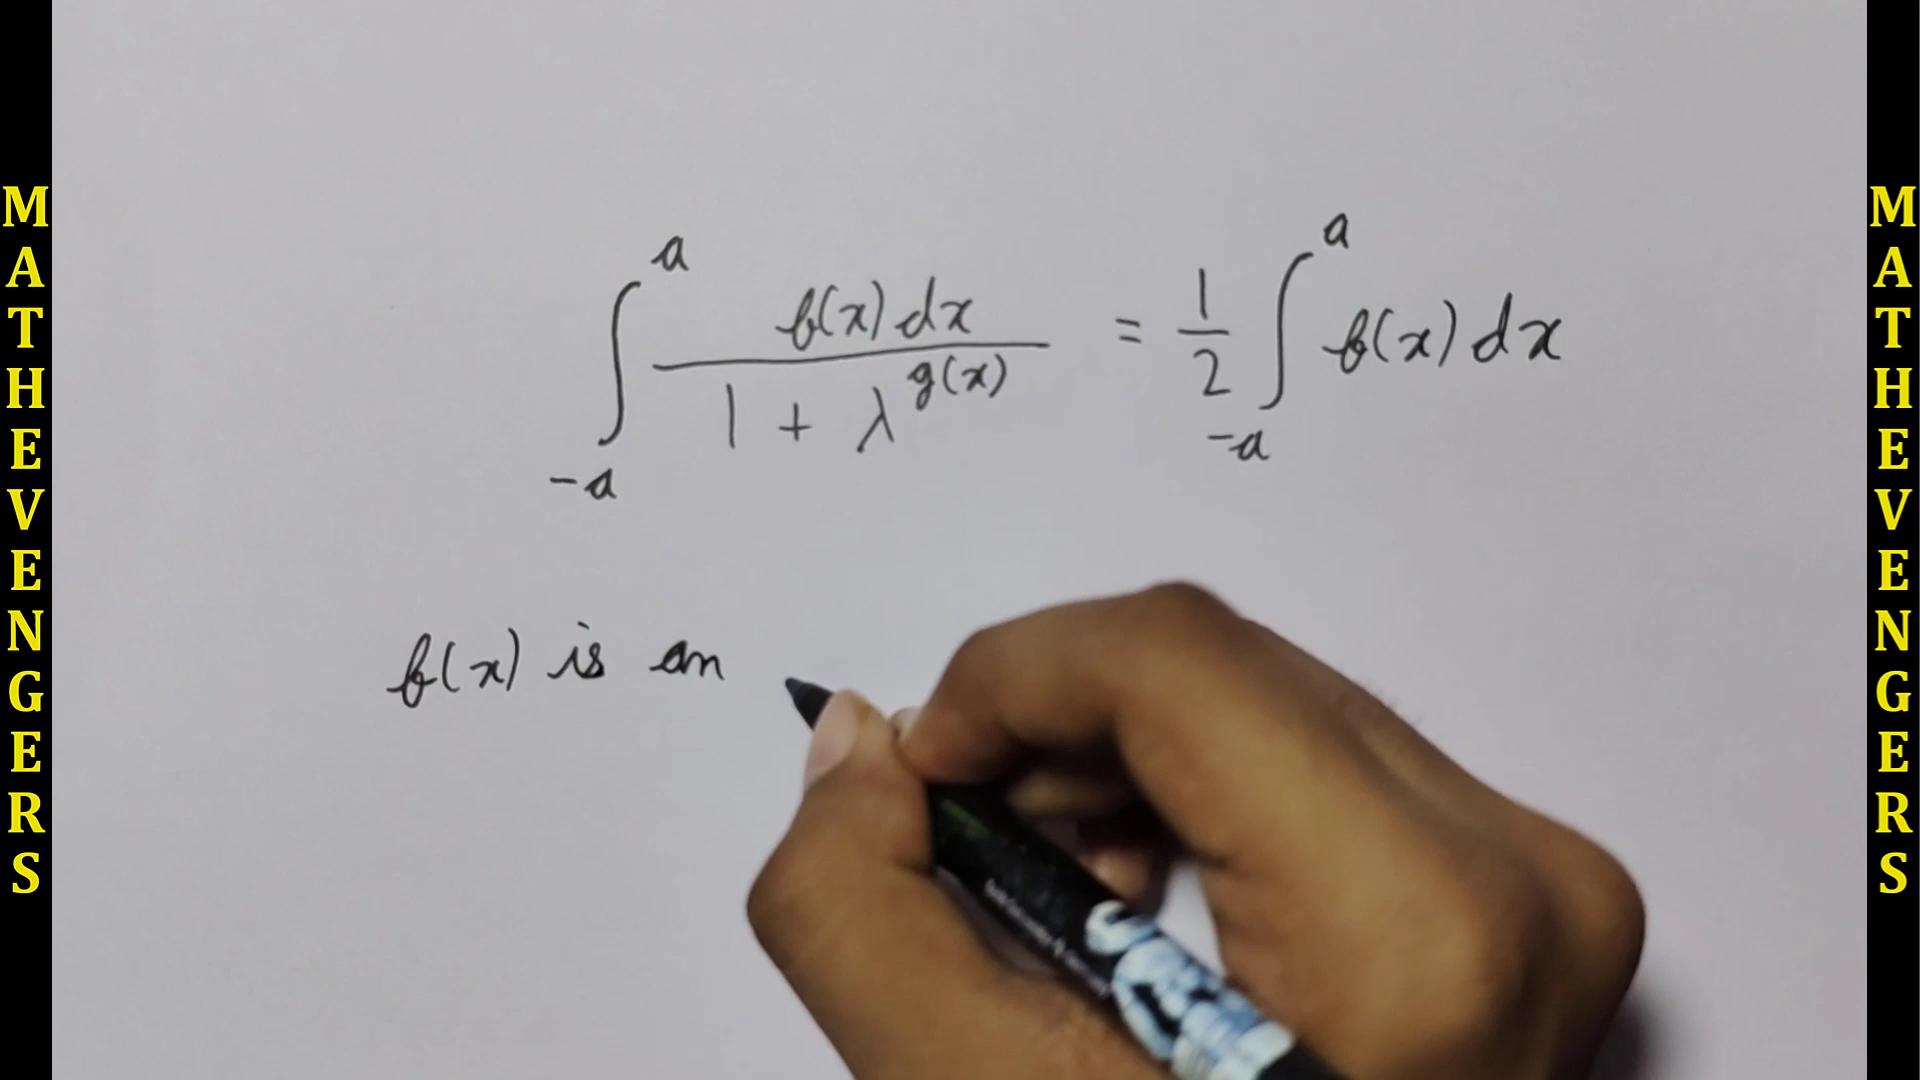 MATHEVENGERS
∫_{-a}^{a} f(x) dx / (1 + λ^{g(x)}) = 1/2 ∫_{-a}^{a} f(x) dx
f(x) is an
MATHEVENGERS